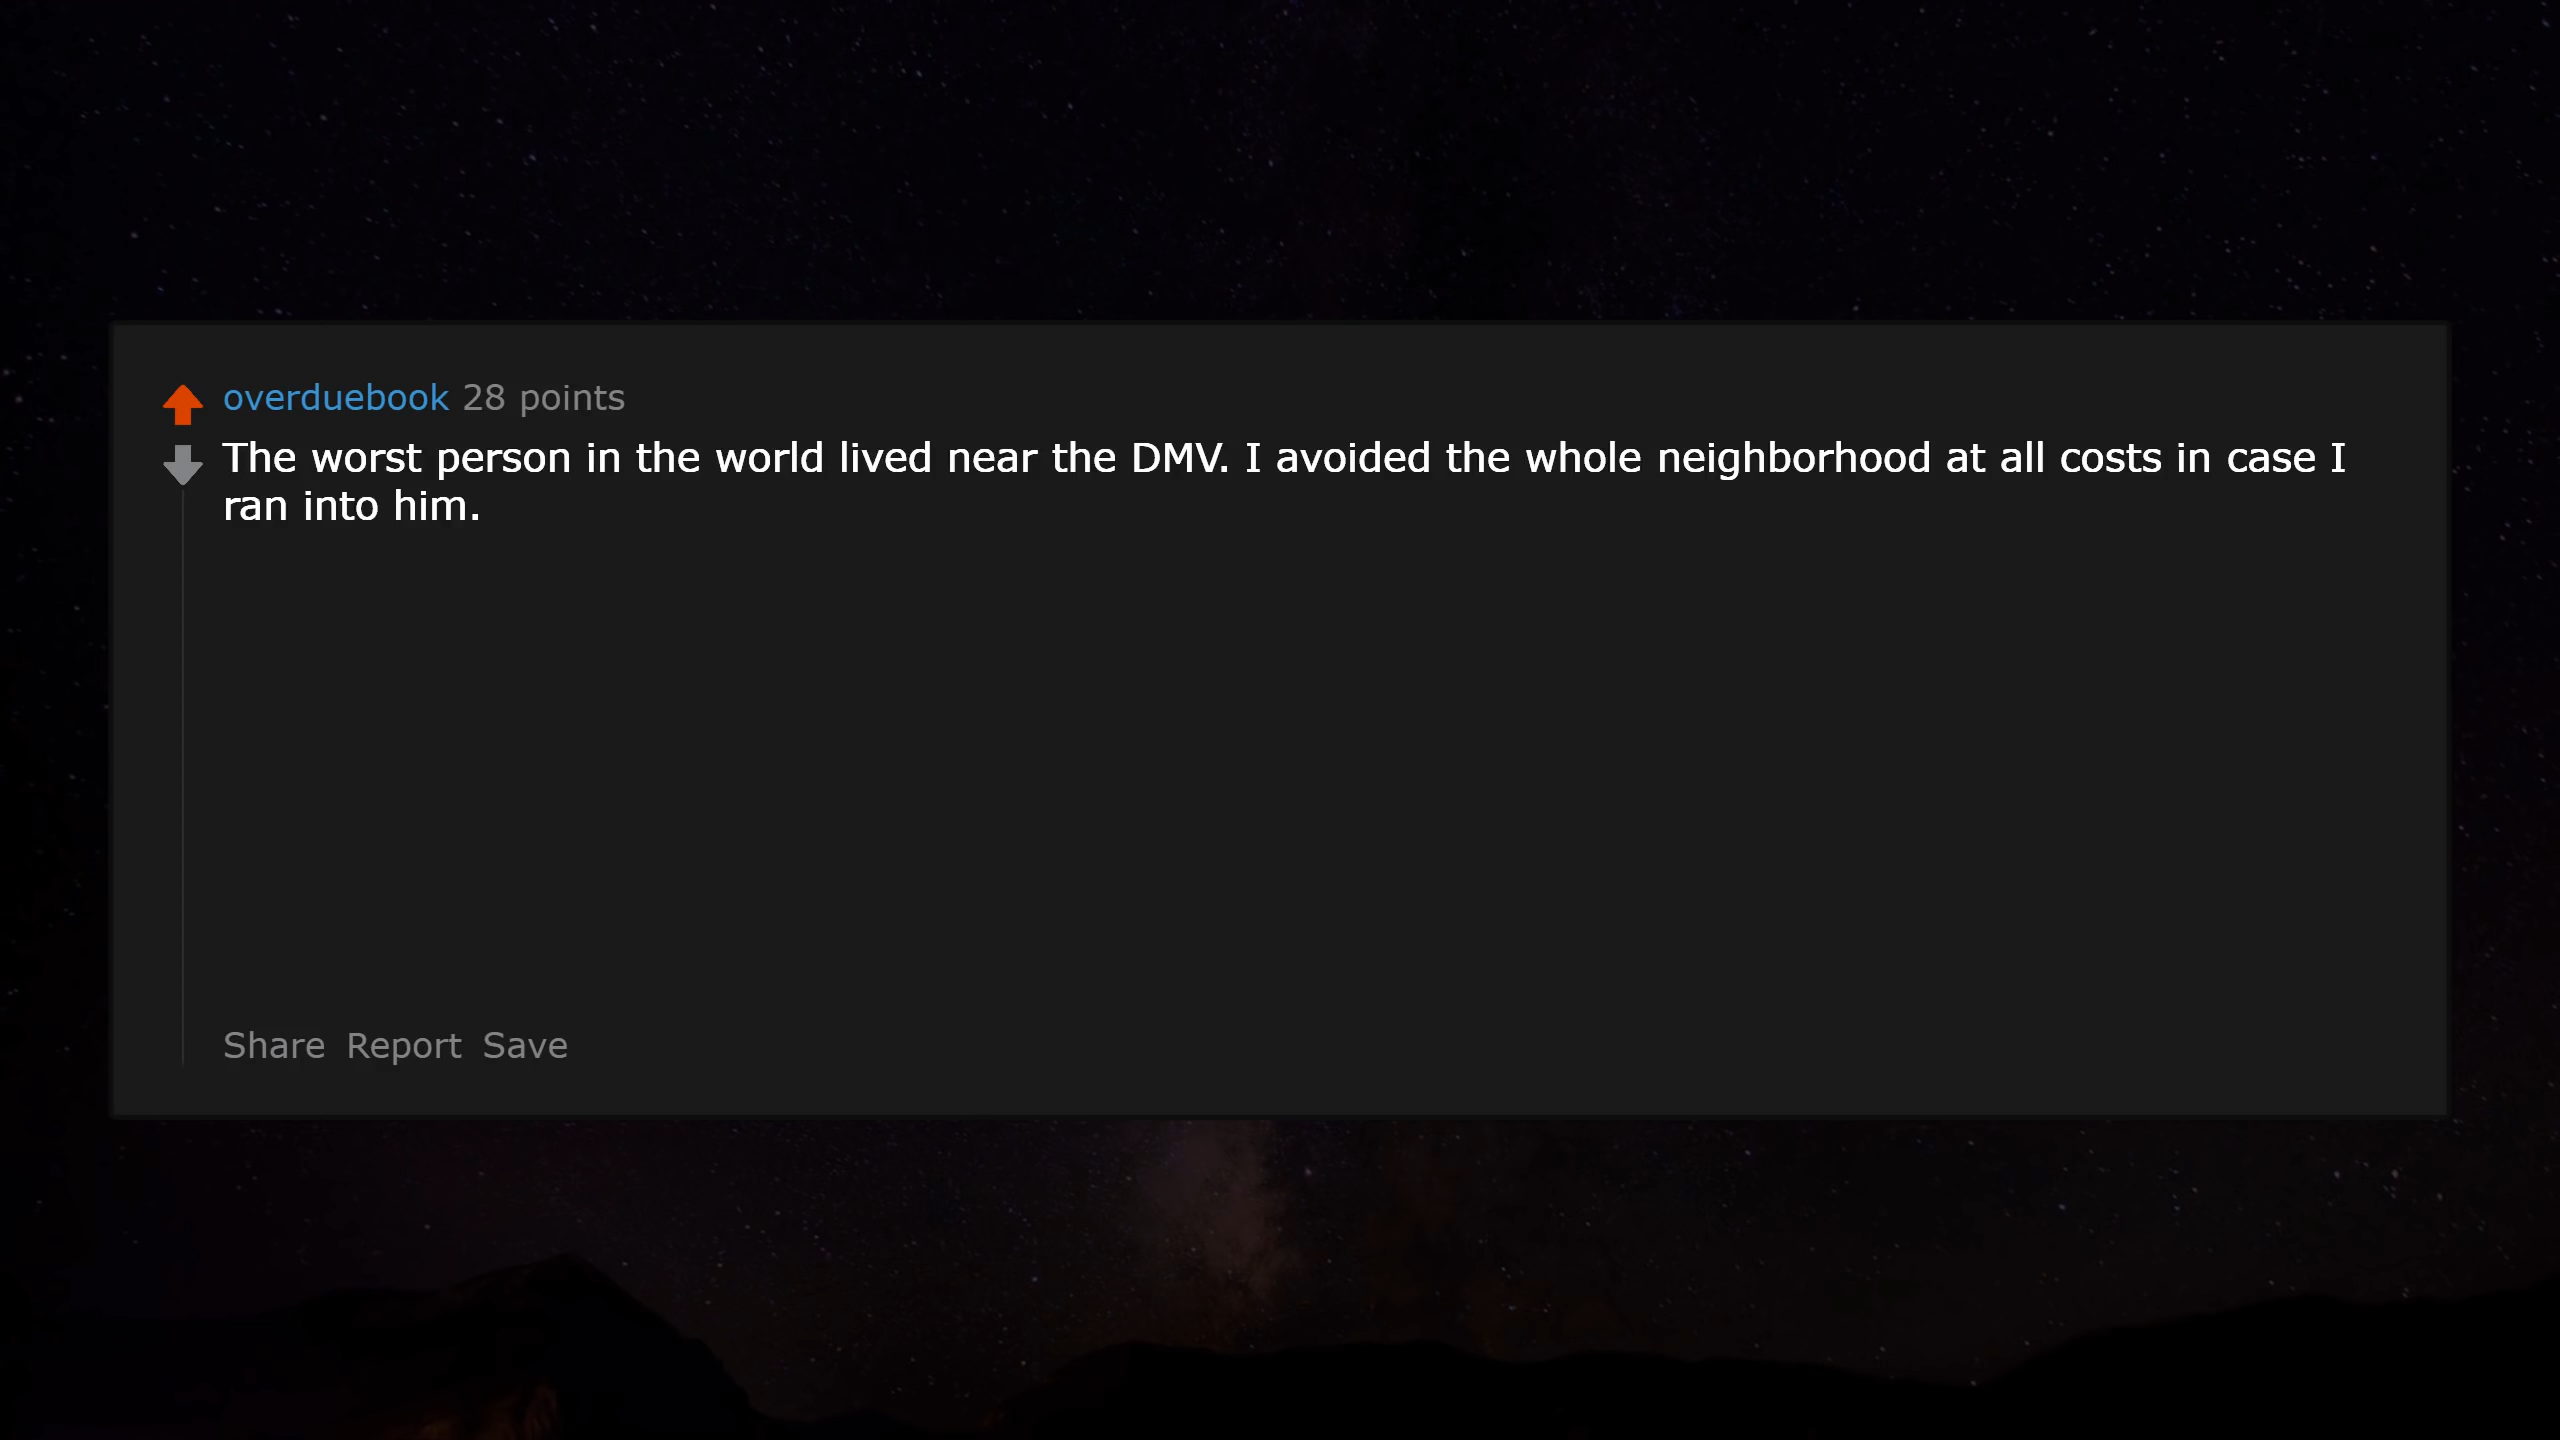 overduebook 28 points
The worst person in the world lived near the DMV. I avoided the whole neighborhood at all costs in case I
ran into him.
Share Report Save